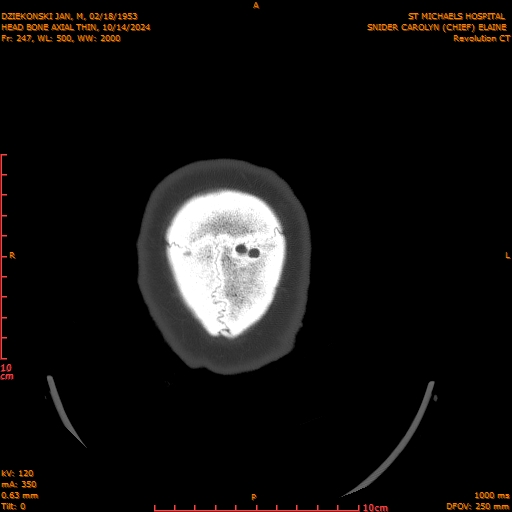 A
DZIEKONSKI JAN, M, 02/18/1953
HEAD BONE AXIAL THIN, 10/14/2024
Fr: 247, WL: 500, WW: 2000
ST MICHAELS HOSPITAL
SNIDER CAROLYN (CHIEF) ELAINE
Revolution CT
R
L
10
cm
kV: 120
mA: 350
0.63 mm
Tilt: 0
P
10cm
1000 ms
DFOV: 250 mm